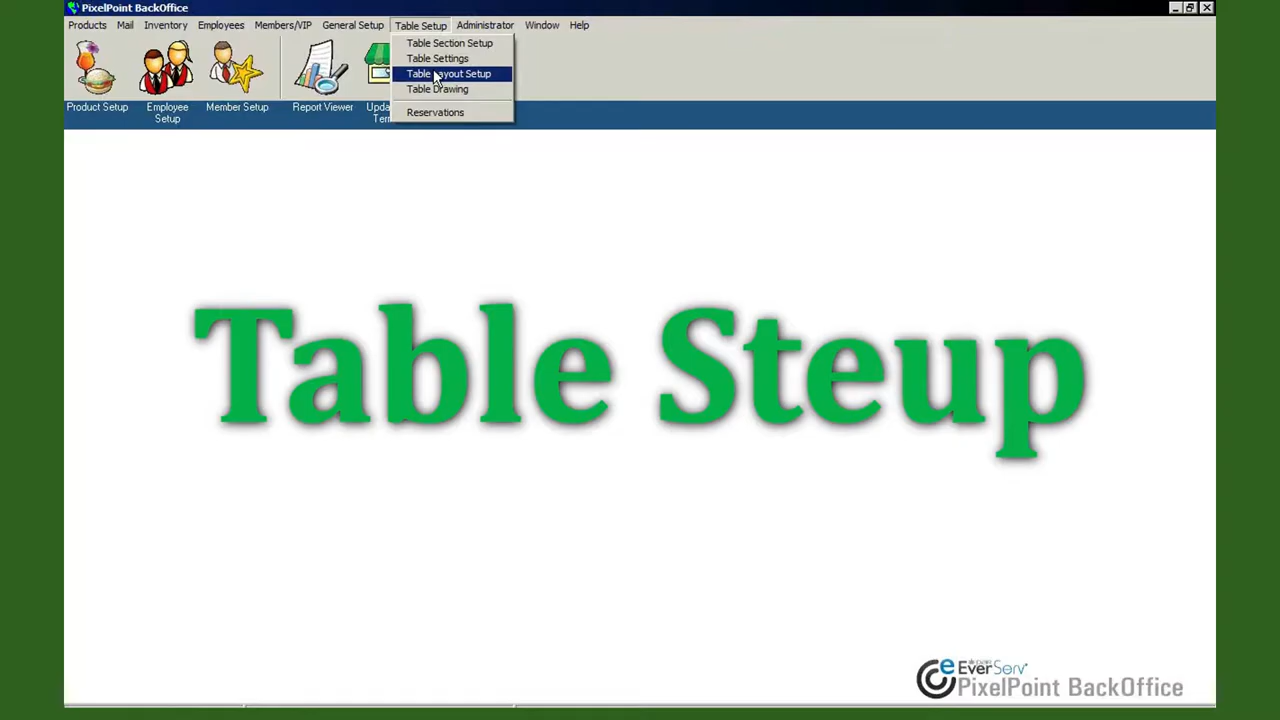 PixelPoint BackOffice
Products Mail Inventory Employees Members/VIP General Setup Table Setup Administrator Window Help
Table Section Setup
Table Settings
Table Layout Setup
Table Drawing
Reservations
Product Setup
Employee
Setup
Member Setup
Report Viewer
Table Steup
EverServ
PixelPoint BackOffice